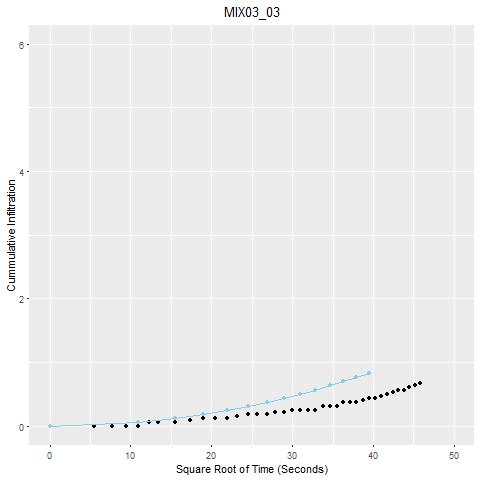 MIX03_03
6
4
2
0
Cummulative Infiltration
0 10 20 30 40 50
Square Root of Time (Seconds)